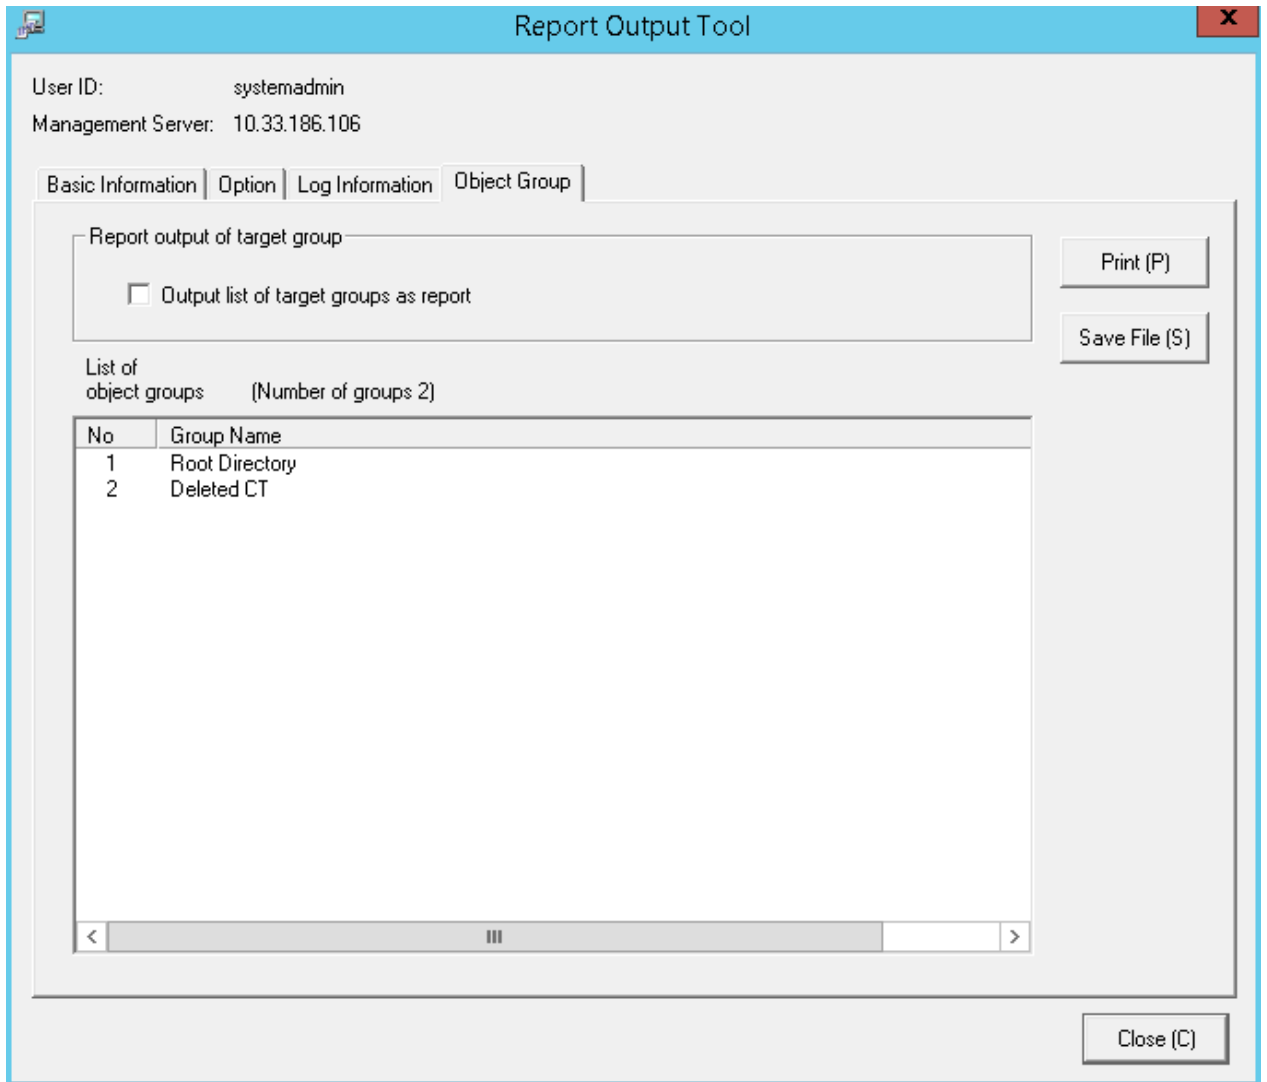 Report Output Tool
x
User ID: systemadmin
Management Server: 10.33.186.106
Basic Information Option Log Information Object Group
Report output of target group
Output list of target groups as report
Print (P)
Save File (S)
List of
object groups (Number of groups 2)
No Group Name
1 Root Directory
2 Deleted CT
Close (C)